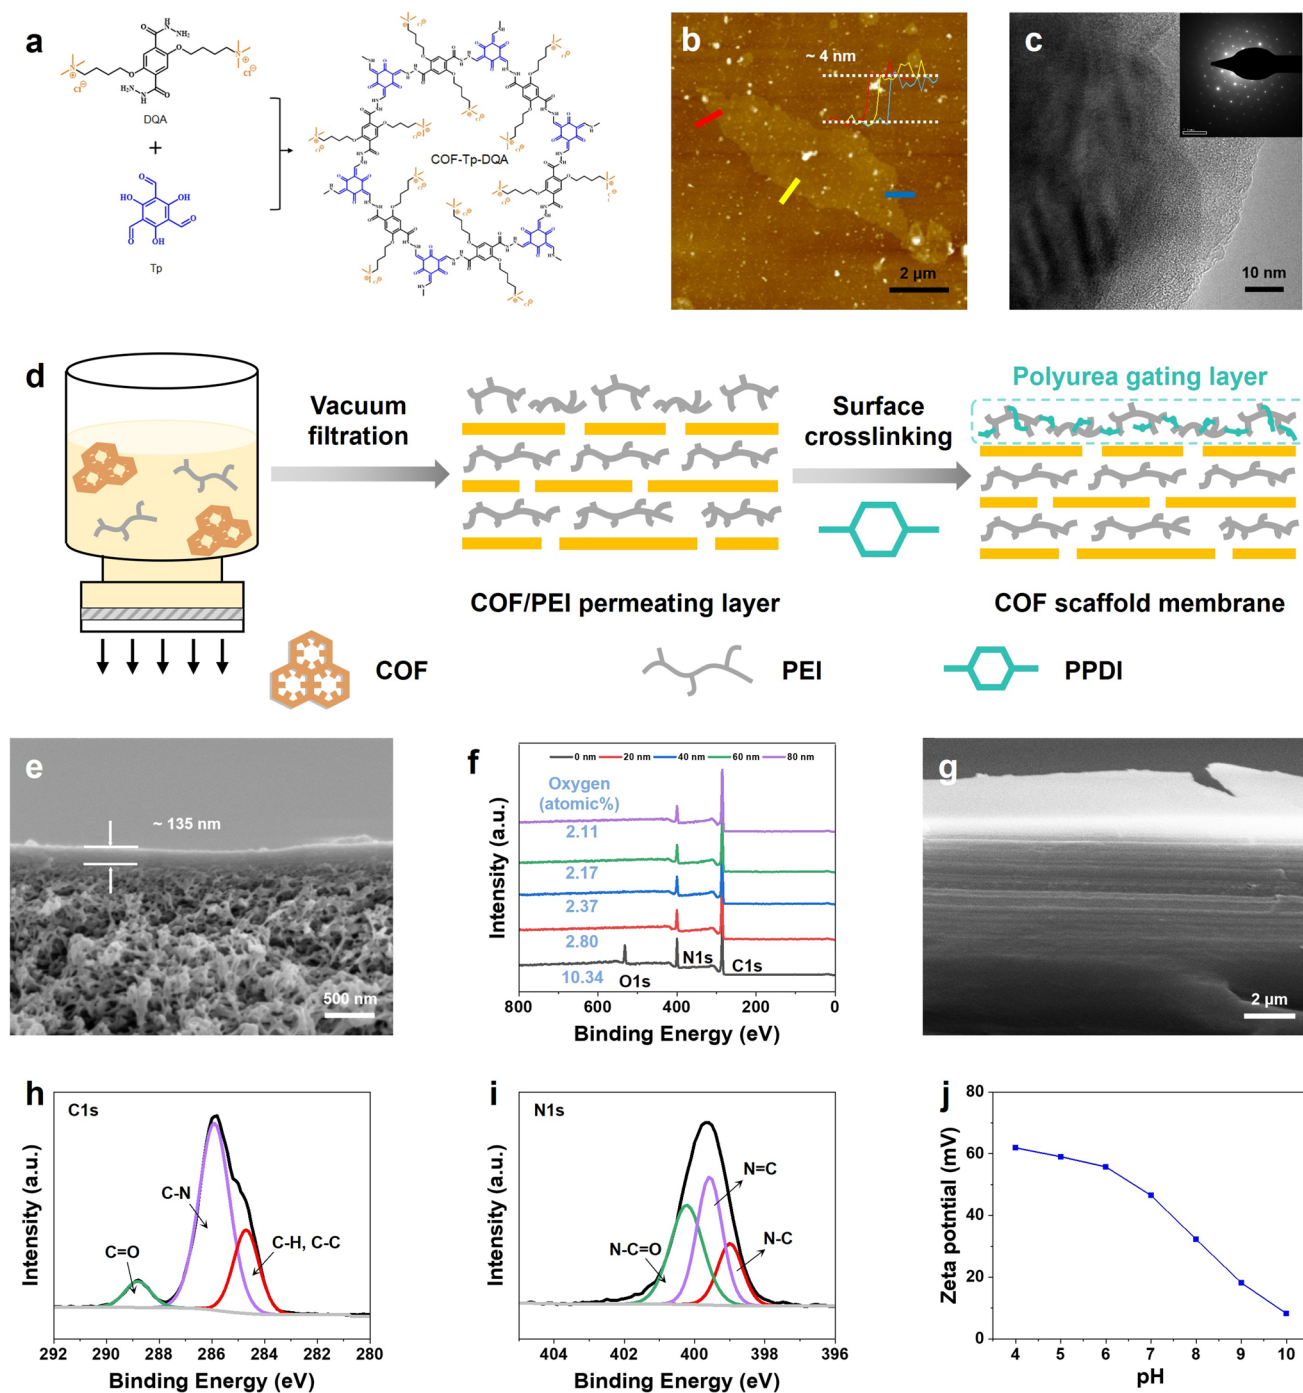 a
DQA
+
Tp
COF-Tp-DQA
b
~ 4 nm
2 μm
c
10 nm
d
Vacuum
filtration
COF/PEI permeating layer
Surface
crosslinking
Polyurea gating layer
COF scaffold membrane
COF
PEI
PPDI
e
~ 135 nm
500 nm
f
0 nm 20 nm 40 nm 60 nm 80 nm
Oxygen
(atomic%)
2.11
2.17
2.37
2.80
10.34
O1s
N1s
C1s
Intensity (a.u.)
800 600 400 200 0
Binding Energy (eV)
g
2 μm
h
C1s
C=O
C-N
C-H, C-C
Intensity (a.u.)
292 290 288 286 284 282 280
Binding Energy (eV)
i
N1s
N-C=O
N=C
N-C
Intensity (a.u.)
404 402 400 398 396
Binding Energy (eV)
j
Zeta potntial (mV)
80
60
40
20
0
4 5 6 7 8 9 10
pH